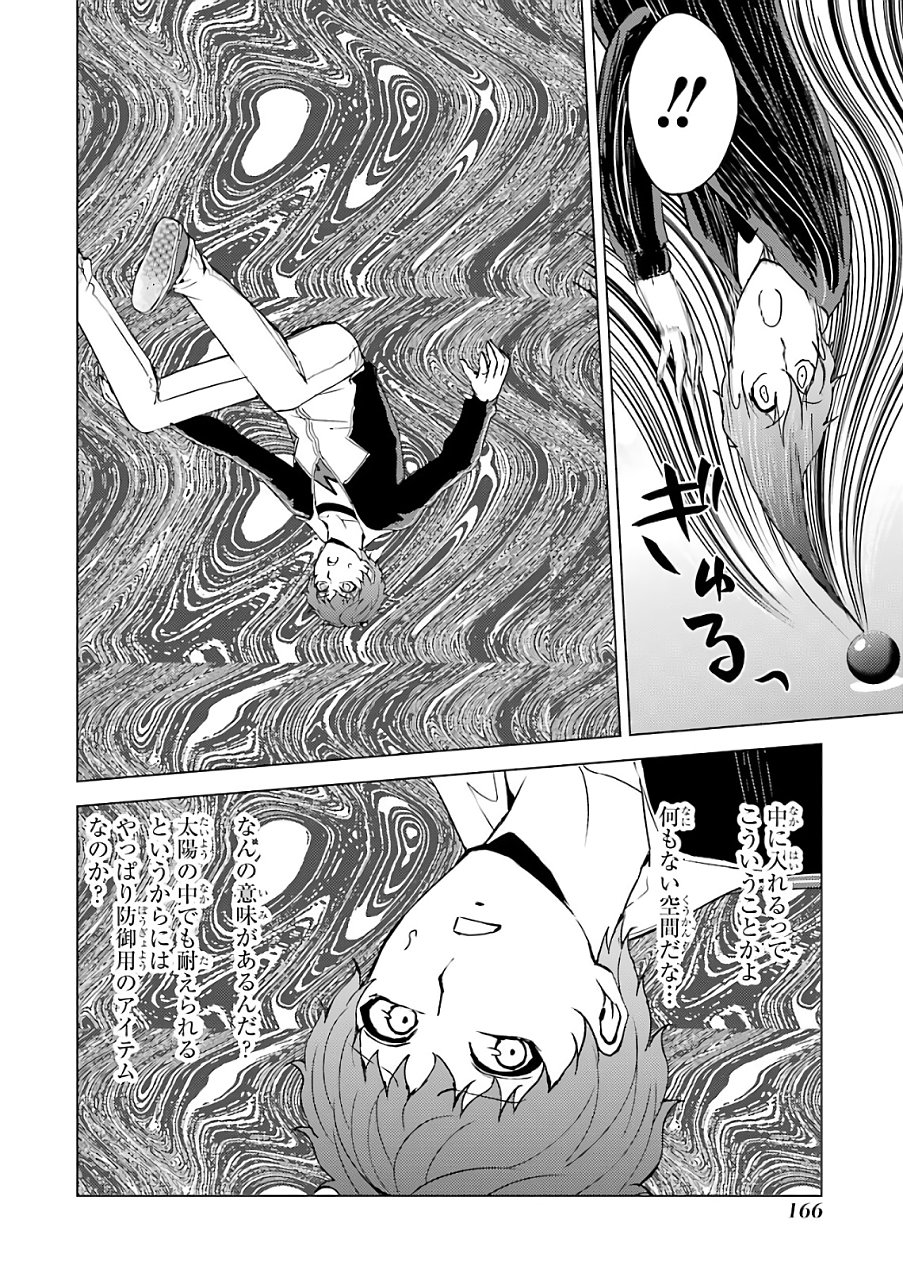 !!
ぎゅるっ
中に入れるって
こういうことかよ
何もない空間だな…
なんの意味があるんだ？
太陽の中でも耐えられる
というからには
やっぱり防御用のアイテム
なのか？
166